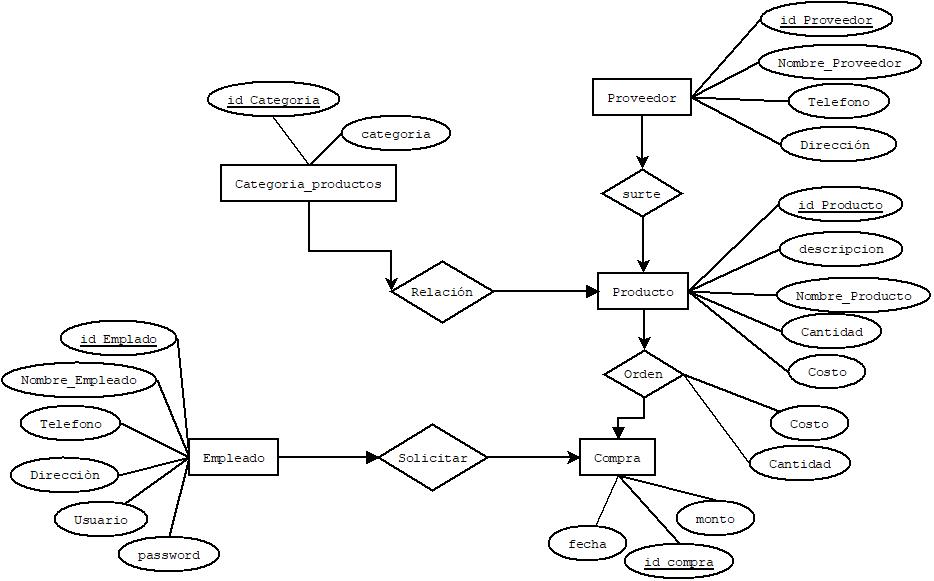 id Proveedor
Nombre_Proveedor
Proveedor
Telefono
Dirección
id Categoria
categoria
Categoria_productos
surte
id Producto
descripcion
Relación
Producto
Nombre_Producto
Cantidad
Costo
id Emplado
Nombre_Empleado
Telefono
Direcciòn
Usuario
password
Empleado
Solicitar
Orden
Costo
Cantidad
Compra
fecha
id compra
monto